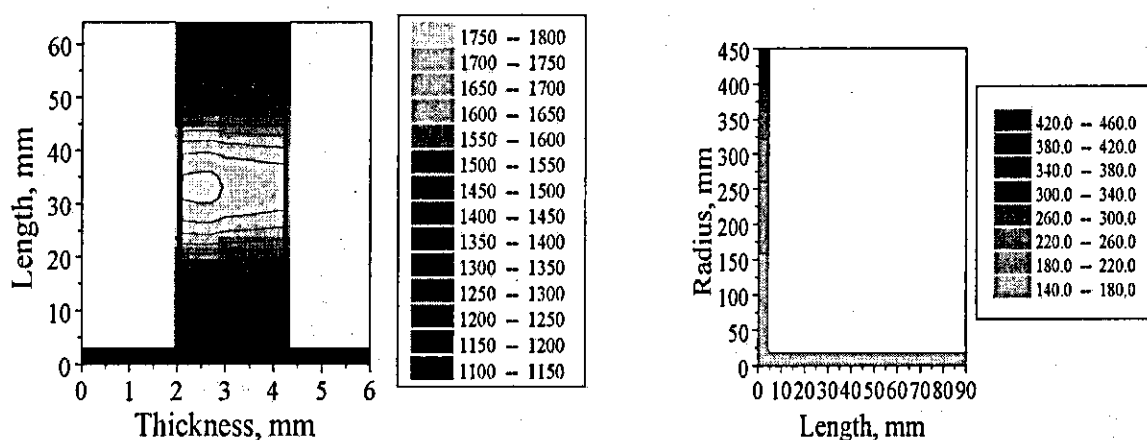 Length, mm
60
50
40
30
20
10
0
0 1 2 3 4 5 6
Thickness, mm
1750 – 1800
1700 – 1750
1650 – 1700
1600 – 1650
1550 – 1600
1500 – 1550
1450 – 1500
1400 – 1450
1350 – 1400
1300 – 1350
1250 – 1300
1200 – 1250
1150 – 1200
1100 – 1150
Radius, mm
450
400
350
300
250
200
150
100
50
0
0 102030405060708090
Length, mm
420.0 – 460.0
380.0 – 420.0
340.0 – 380.0
300.0 – 340.0
260.0 – 300.0
220.0 – 260.0
180.0 – 220.0
140.0 – 180.0